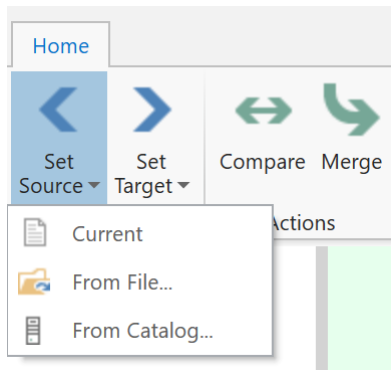 Home
Set Source
Set Target
Compare
Merge
Actions
Current
From File...
From Catalog...